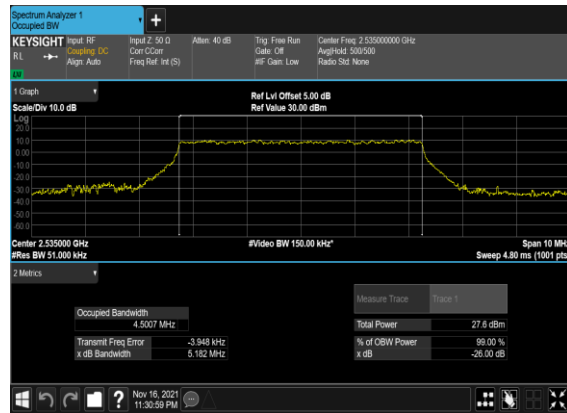 Spectrum Analyzer 1
Occupied BW
+
KEYSIGHT Input: RF Input Z: 50 Ω Atten: 40 dB Trig: Free Run Center Freq: 2.535000000 GHz
Coupling: DC Corr CCorr Gate: Off Avg|Hold: 500/500
RL Align: Auto Freq Ref: Int (S) #IF Gain: Low Radio Std: None
1 Graph
Ref Lvl Offset 5.00 dB
Scale/Div 10.0 dB Ref Value 30.00 dBm
Log
20.0
10.0
0.00
-10.0
-20.0
-30.0
-40.0
-50.0
-60.0
Center 2.535000 GHz #Video BW 150.00 kHz* Span 10 MHz
#Res BW 51.000 kHz Sweep 4.80 ms (1001 pts)
2 Metrics
Measure Trace Trace 1
Occupied Bandwidth
4.5007 MHz Total Power 27.6 dBm
Transmit Freq Error -3.948 kHz % of OBW Power 99.00 %
x dB Bandwidth 5.182 MHz x dB -26.00 dB
? Nov 16, 2021
11:30:59 PM